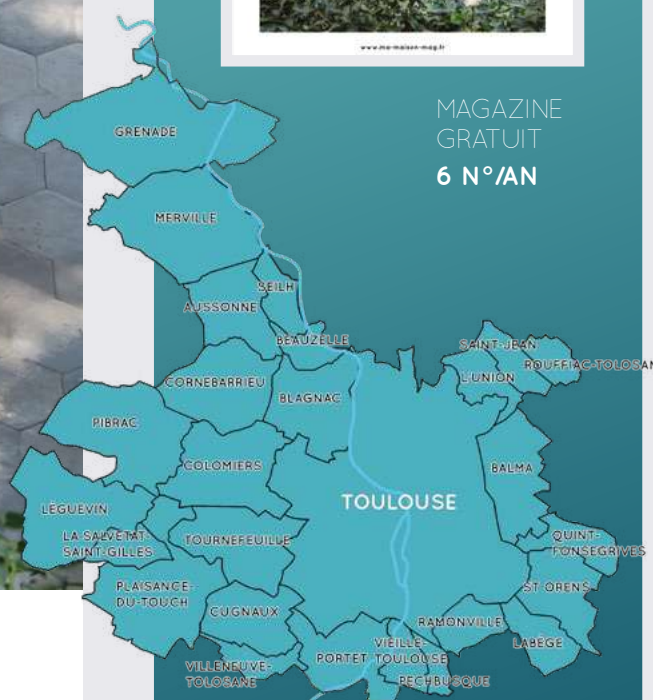 www.ma-maison-mag.fr
MAGAZINE
GRATUIT
6 N°/AN
GRENADE
MERVILLE
SEILH
AUSSONNE
BEAUZELLE
SAINT-JEAN
ROUFFIAC-TOLOSAN
L'UNION
CORNEBARRIEU
BLAGNAC
PIBRAC
COLOMIERS
BALMA
TOULOUSE
LÉGUEVIN
LA SALVETAT-
SAINT-GILLES
TOURNEFEUILLE
QUINT-
FONSEGRIVES
PLAISANCE-
DU-TOUCH
ST ORENS
CUGNAUX
RAMONVILLE
LABÈGE
VIEILLE-
TOULOUSE
PORTET
VILLENEUVE-
TOLOSANE
PECHBUSQUE